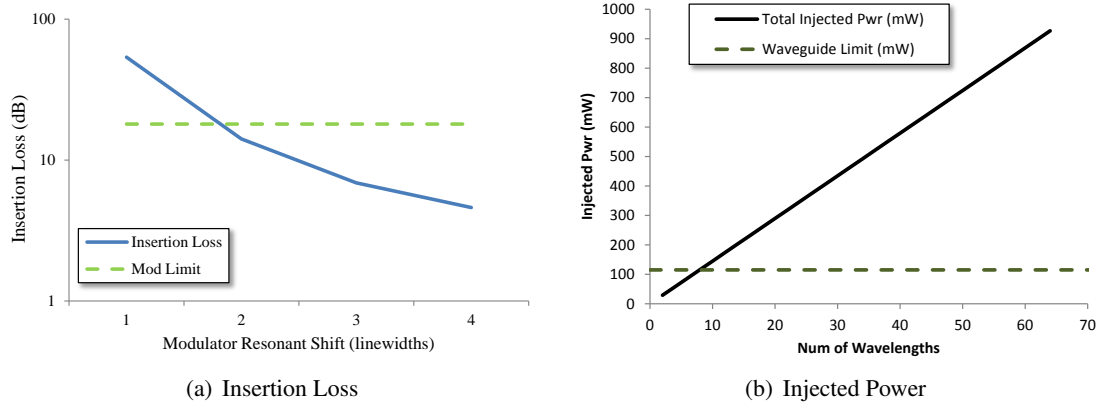 100
10
1
Insertion Loss (dB)
Insertion Loss
Mod Limit
1 2 3 4
Modulator Resonant Shift (linewidths)
(a) Insertion Loss
1000
900
800
700
600
500
400
300
200
100
0
Injected Pwr (mW)
Total Injected Pwr (mW)
Waveguide Limit (mW)
0 10 20 30 40 50 60 70
Num of Wavelengths
(b) Injected Power